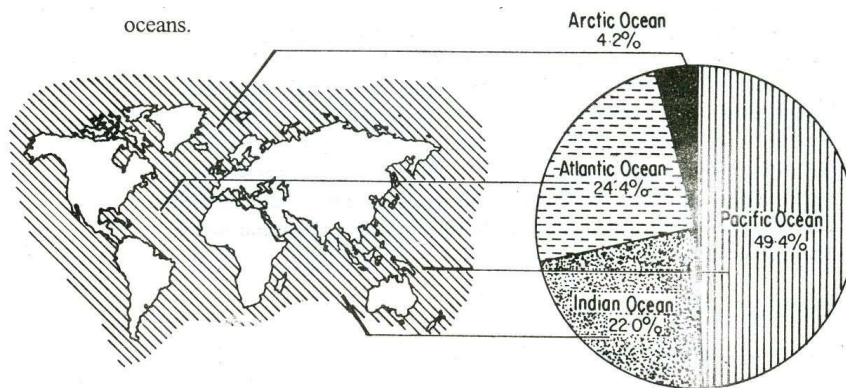 oceans.
Arctic Ocean
4·2%
Atlantic Ocean
24·4%
Pacific Ocean
49·4%
Indian Ocean
22·0%